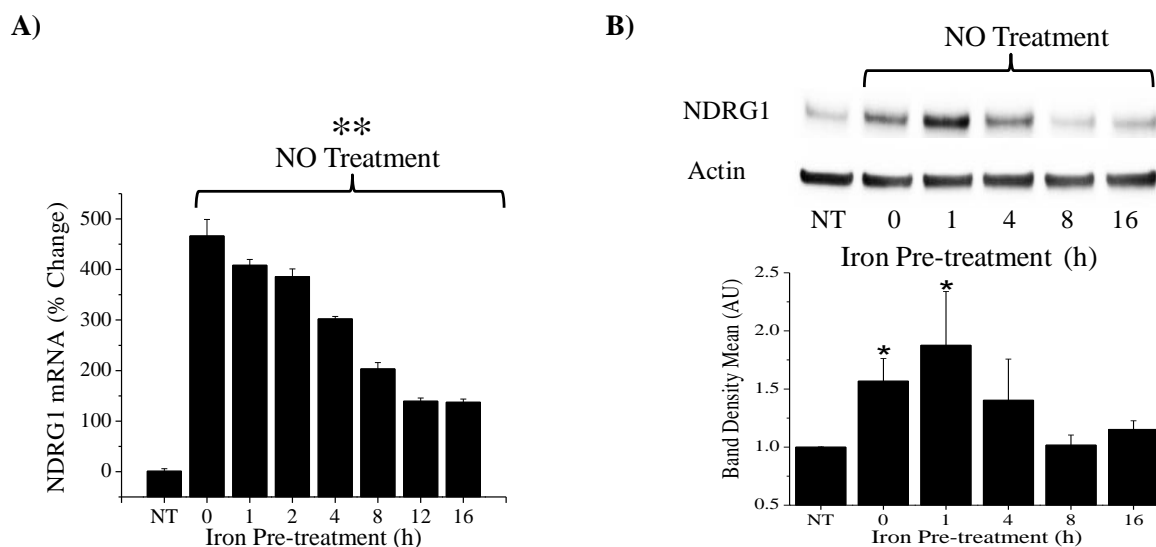 A)
**
NO Treatment
NDRG1 mRNA (% Change)
500
400
300
200
100
0
NT 0 1 2 4 8 12 16
Iron Pre-treatment (h)
B)
NO Treatment
NDRG1
Actin
NT 0 1 4 8 16
Iron Pre-treatment (h)
Band Density Mean (AU)
2.5
2.0
1.5
1.0
0.5
* *
NT 0 1 4 8 16
Iron Pre-treatment (h)